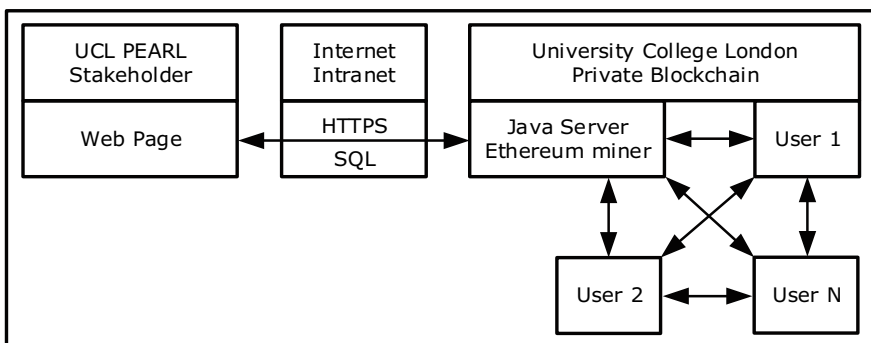 UCL PEARL
Stakeholder
Web Page
Internet
Intranet
HTTPS
SQL
University College London
Private Blockchain
Java Server
Ethereum miner
User 1
User 2
User N